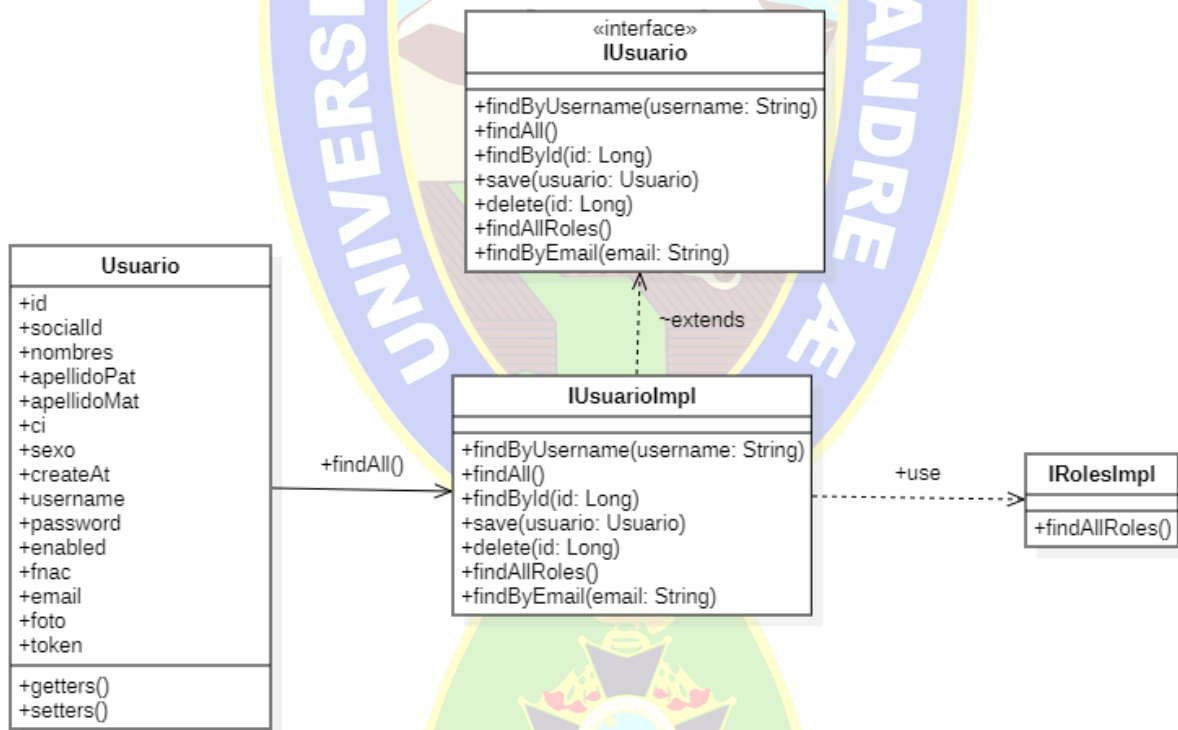 UNIVERSI
ANDRE Æ
«interface»
IUsuario
+findByUsername(username: String)
+findAll()
+findById(id: Long)
+save(usuario: Usuario)
+delete(id: Long)
+findAllRoles()
+findByEmail(email: String)
~extends
Usuario
+id
+socialId
+nombres
+apellidoPat
+apellidoMat
+ci
+sexo
+createAt
+username
+password
+enabled
+fnac
+email
+foto
+token
+getters()
+setters()
+findAll()
IUsuarioImpl
+findByUsername(username: String)
+findAll()
+findById(id: Long)
+save(usuario: Usuario)
+delete(id: Long)
+findAllRoles()
+findByEmail(email: String)
+use
IRolesImpl
+findAllRoles()